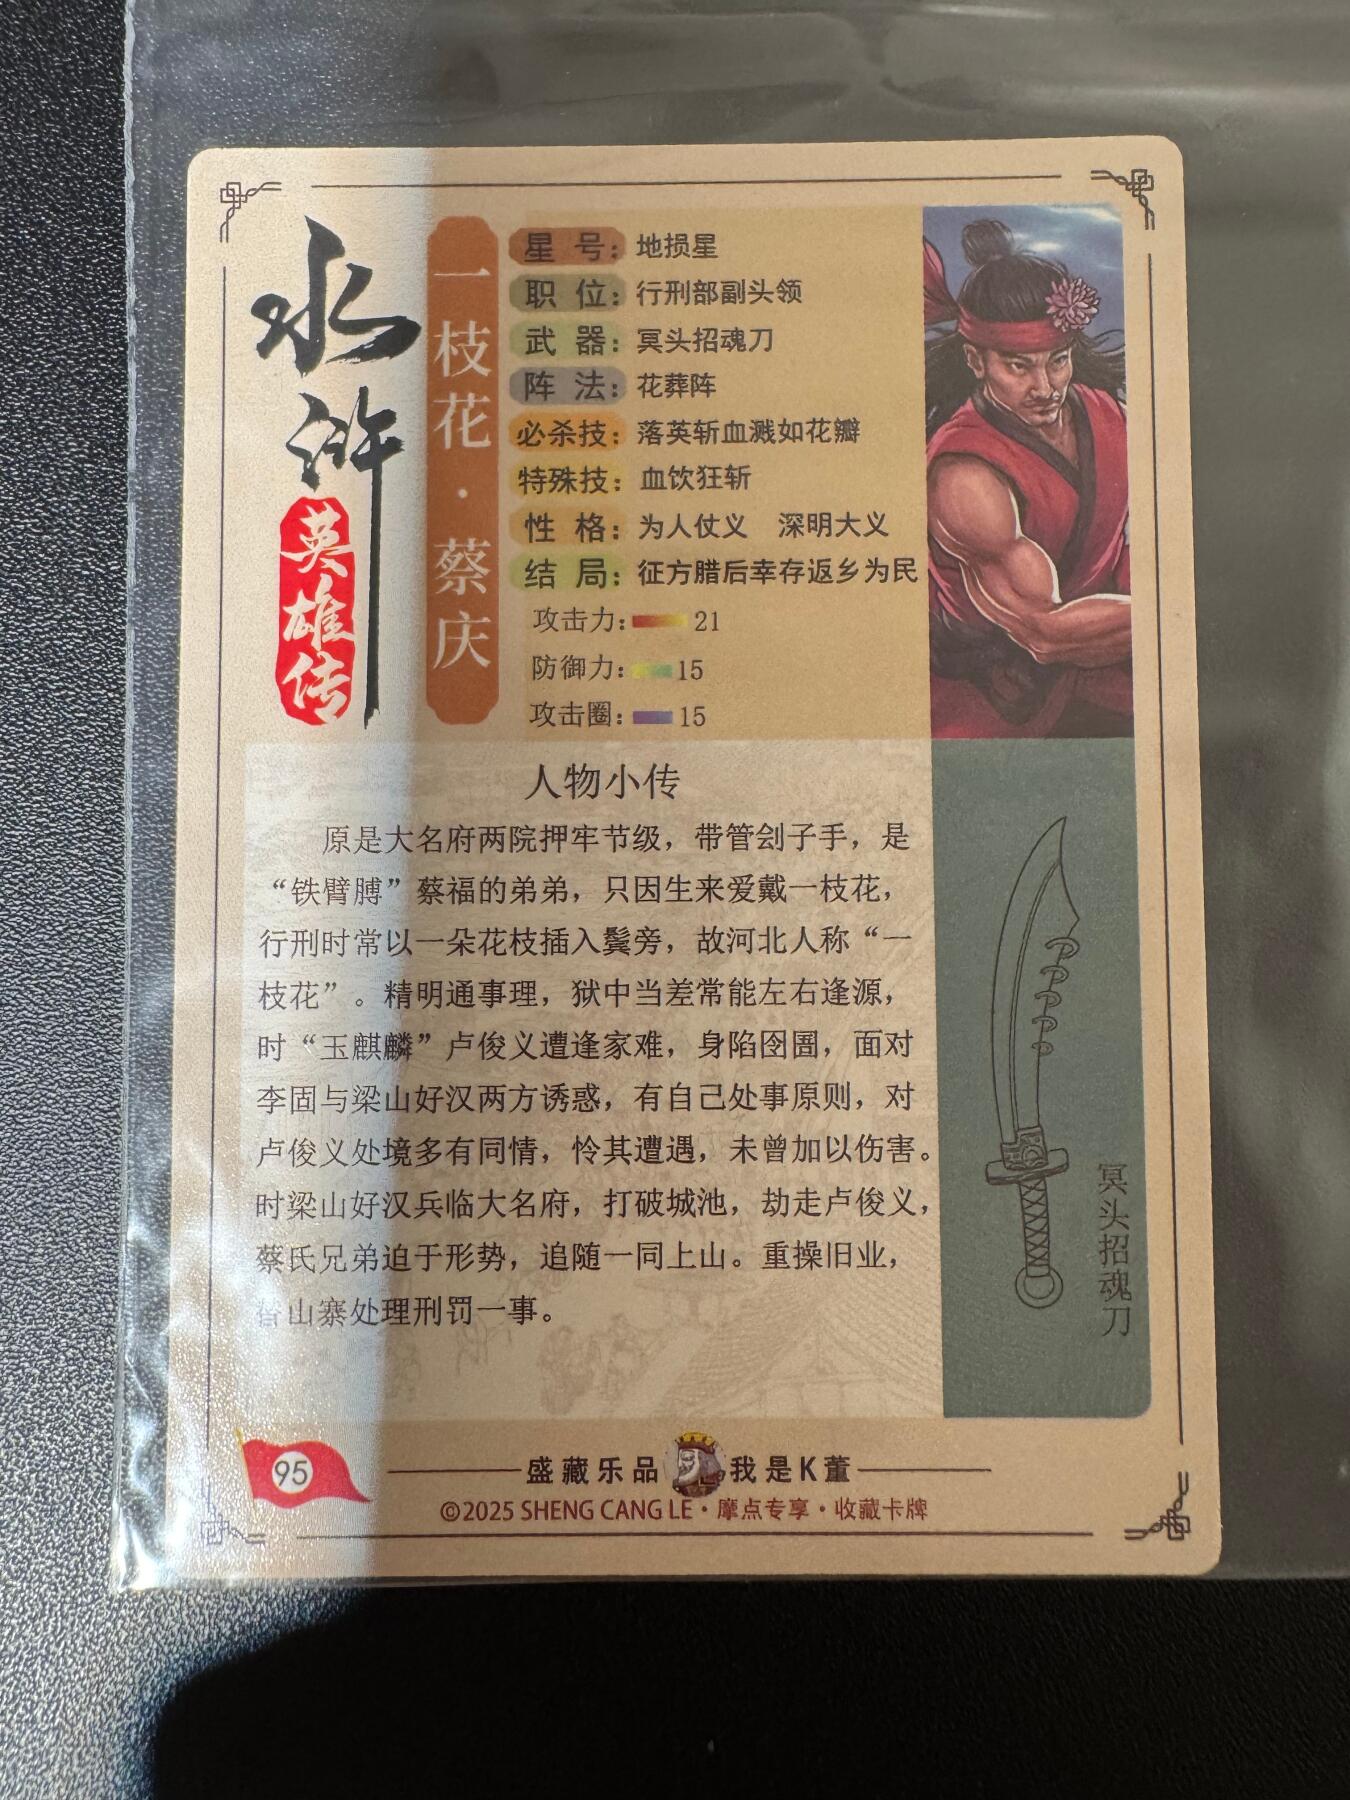 水浒
英雄传
一枝花·蔡庆
星号：地损星
职位：行刑部副头领
武器：冥头招魂刀
阵法：花葬阵
必杀技：落英斩血溅如花瓣
特殊技：血饮狂斩
性格：为人仗义 深明大义
结局：征方腊后幸存返乡为民
攻击力：21
防御力：15
攻击圈：15
人物小传
原是大名府两院押牢节级，带管刽子手，是
“铁臂膊”蔡福的弟弟，只因生来爱戴一枝花，
行刑时常以一朵花枝插入鬓旁，故河北人称“一
枝花”。精明通事理，狱中当差常能左右逢源，
时“玉麒麟”卢俊义遭逢家难，身陷囹圄，面对
李固与梁山好汉两方诱惑，有自己处事原则，对
卢俊义处境多有同情，怜其遭遇，未曾加以伤害。
时梁山好汉兵临大名府，打破城池，劫走卢俊义，
蔡氏兄弟迫于形势，追随一同上山。重操旧业，
替山寨处理刑罚一事。
冥头招魂刀
95
盛藏乐品 我是K董
©2025 SHENG CANG LE·摩点专享·收藏卡牌